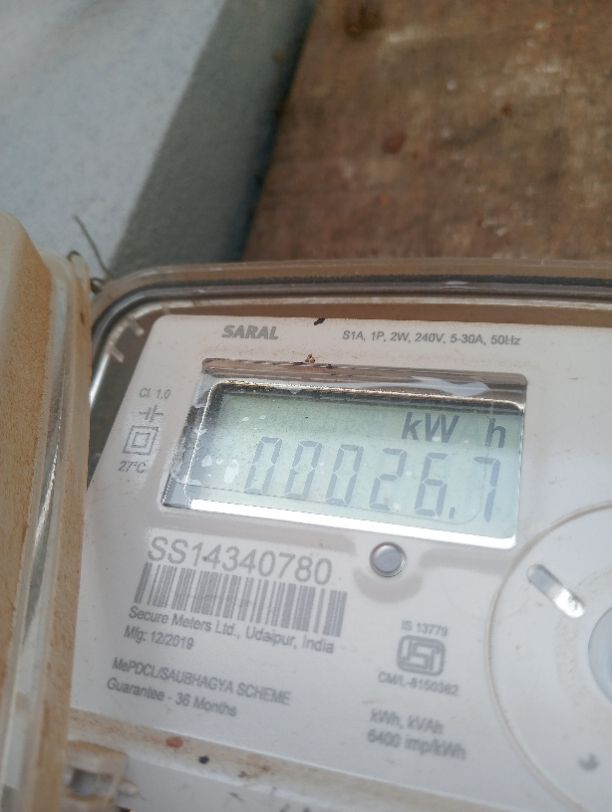 SARAL
S1A, 1P, 2W, 240V, 5-30A, 50Hz
Cl. 1.0
27°C
kW h
00026.7
SS14340780
Secure Meters Ltd., Udaipur, India
Mfg: 12/2019
MePDCL/SAUBHAGYA SCHEME
Guarantee - 36 Months
IS 13779
ISI
CM/L-8150362
kWh, kVAh
6400 imp/kWh